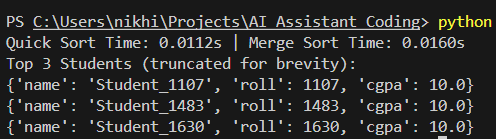 PS C:\Users\nikhi\Projects\AI Assistant Coding> python
Quick Sort Time: 0.0112s | Merge Sort Time: 0.0160s
Top 3 Students (truncated for brevity):
{'name': 'Student_1107', 'roll': 1107, 'cgpa': 10.0}
{'name': 'Student_1483', 'roll': 1483, 'cgpa': 10.0}
{'name': 'Student_1630', 'roll': 1630, 'cgpa': 10.0}